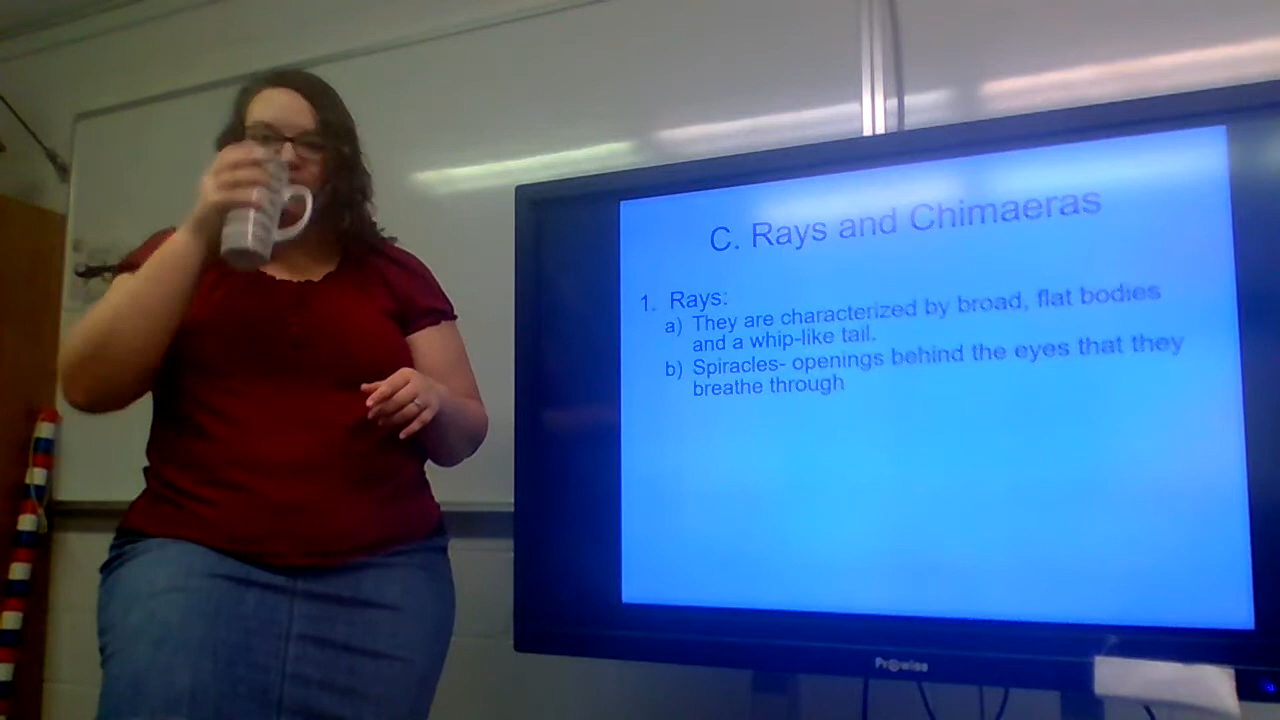 C. Rays and Chimaeras
1. Rays:
a) They are characterized by broad, flat bodies
and a whip-like tail.
b) Spiracles- openings behind the eyes that they
breathe through
Prowise